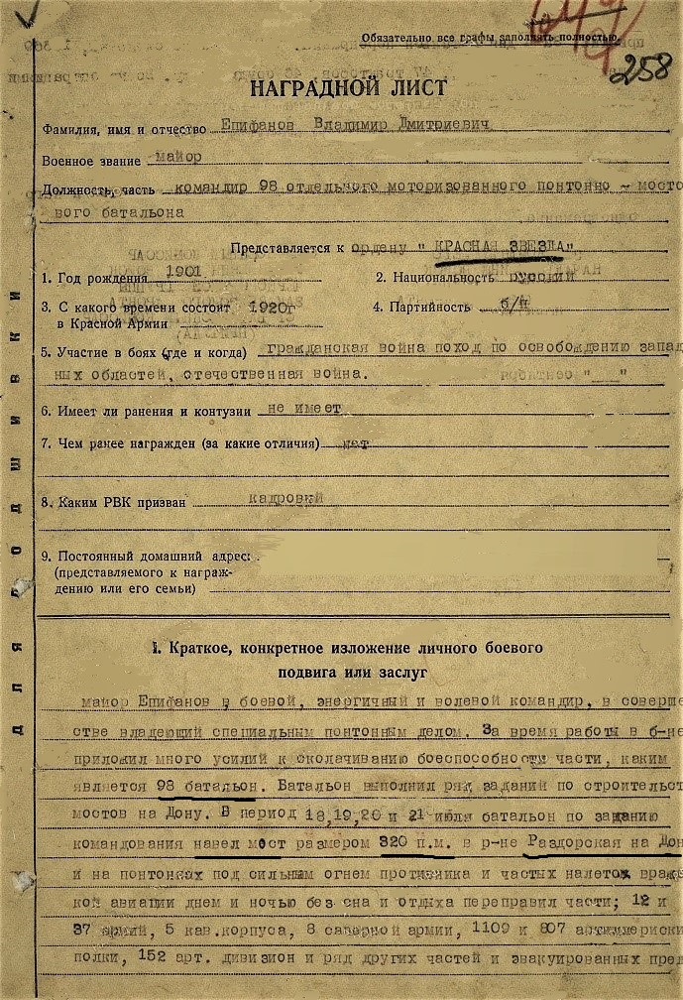 Обязательно все графы заполнять полностью.
258
НАГРАДНОЙ ЛИСТ
Фамилия, имя и отчество Епифанов Владимир Дмитриевич
Военное звание майор
Должность, часть командир 98 отдельного моторизованного понтонно - мосто
вого батальона
Представляется к ордену " КРАСНАЯ ЗВЕЗДА"
1. Год рождения 1901 2. Национальность русский
3. С какого времени состоит 1920г 4. Партийность б/п
в Красной Армии
5. Участие в боях (где и когда) гражданская война поход по освобождению запад
ных областей, отечественная война.
6. Имеет ли ранения и контузии не имеет
7. Чем ранее награжден (за какие отличия) нет
8. Каким РВК призван кадровый
9. Постоянный домашний адрес:
(представляемого к награж-
дению или его семьи)
1. Краткое, конкретное изложение личного боевого
подвига или заслуг
майор Епифанов в боевой, энергичный и волевой командир, в соверше
стве владеющий специальным понтонным делом. За время работы в б-не
приложил много усилий к сколачиванию боеспособности части, каким
является 98 батальон. Батальон выполнил ряд заданий по строительст
мостов на Дону. В период 18,19,20 и 21 июля батальон по заданию
командования навел мост размером 320 п.м. в р-не Раздорская на Дон
и на понтонах под сильным огнем противника и частых налетов враже
кой авиации днем и ночью без сна и отдыха переправил части; 12 и
37 армий, 5 кав.корпуса, 8 саперной армии, 1109 и 807 артиллериски
полки, 152 арт. дивизион и ряд других частей и эвакуированных пред
ДЛЯ ПОДШИВКИ